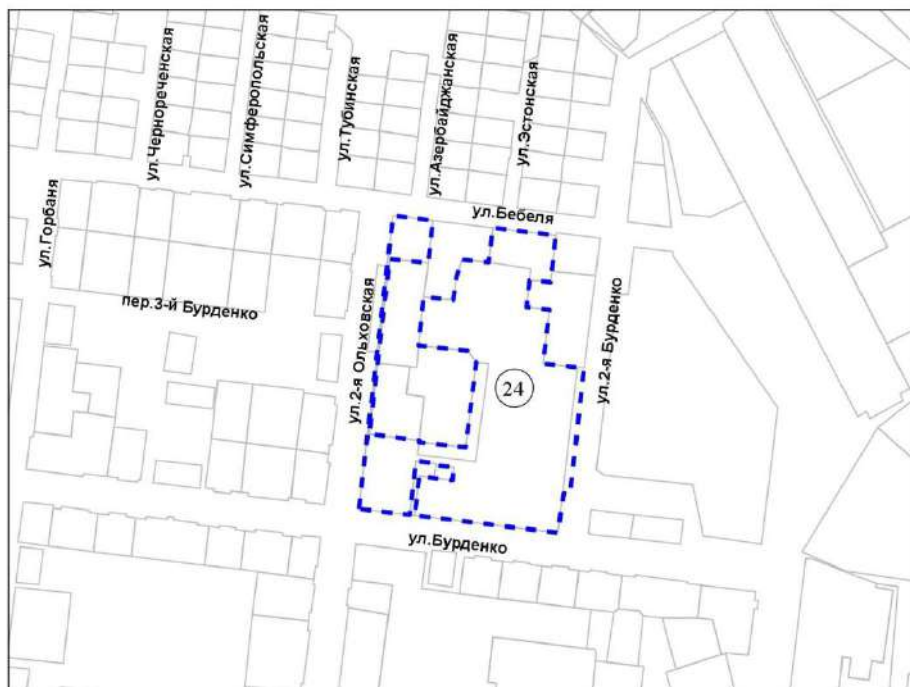 ул.Чернореченская
ул.Симферопольская
ул.Тубинская
ул.Азербайджанская
ул.Эстонская
ул.Горбаня
ул.Бебеля
пер.3-й Бурденко
ул.2-я Ольховская
ул.2-я Бурденко
24
ул.Бурденко